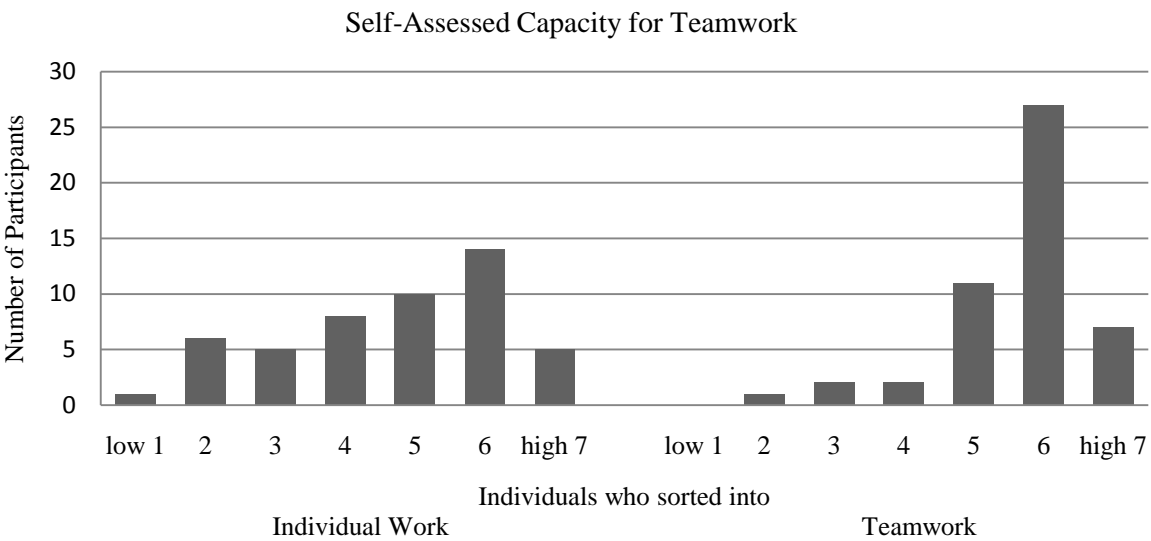 Self-Assessed Capacity for Teamwork
Number of Participants
30
25
20
15
10
5
0
low 1 2 3 4 5 6 high 7 low 1 2 3 4 5 6 high 7
Individuals who sorted into
Individual Work Teamwork